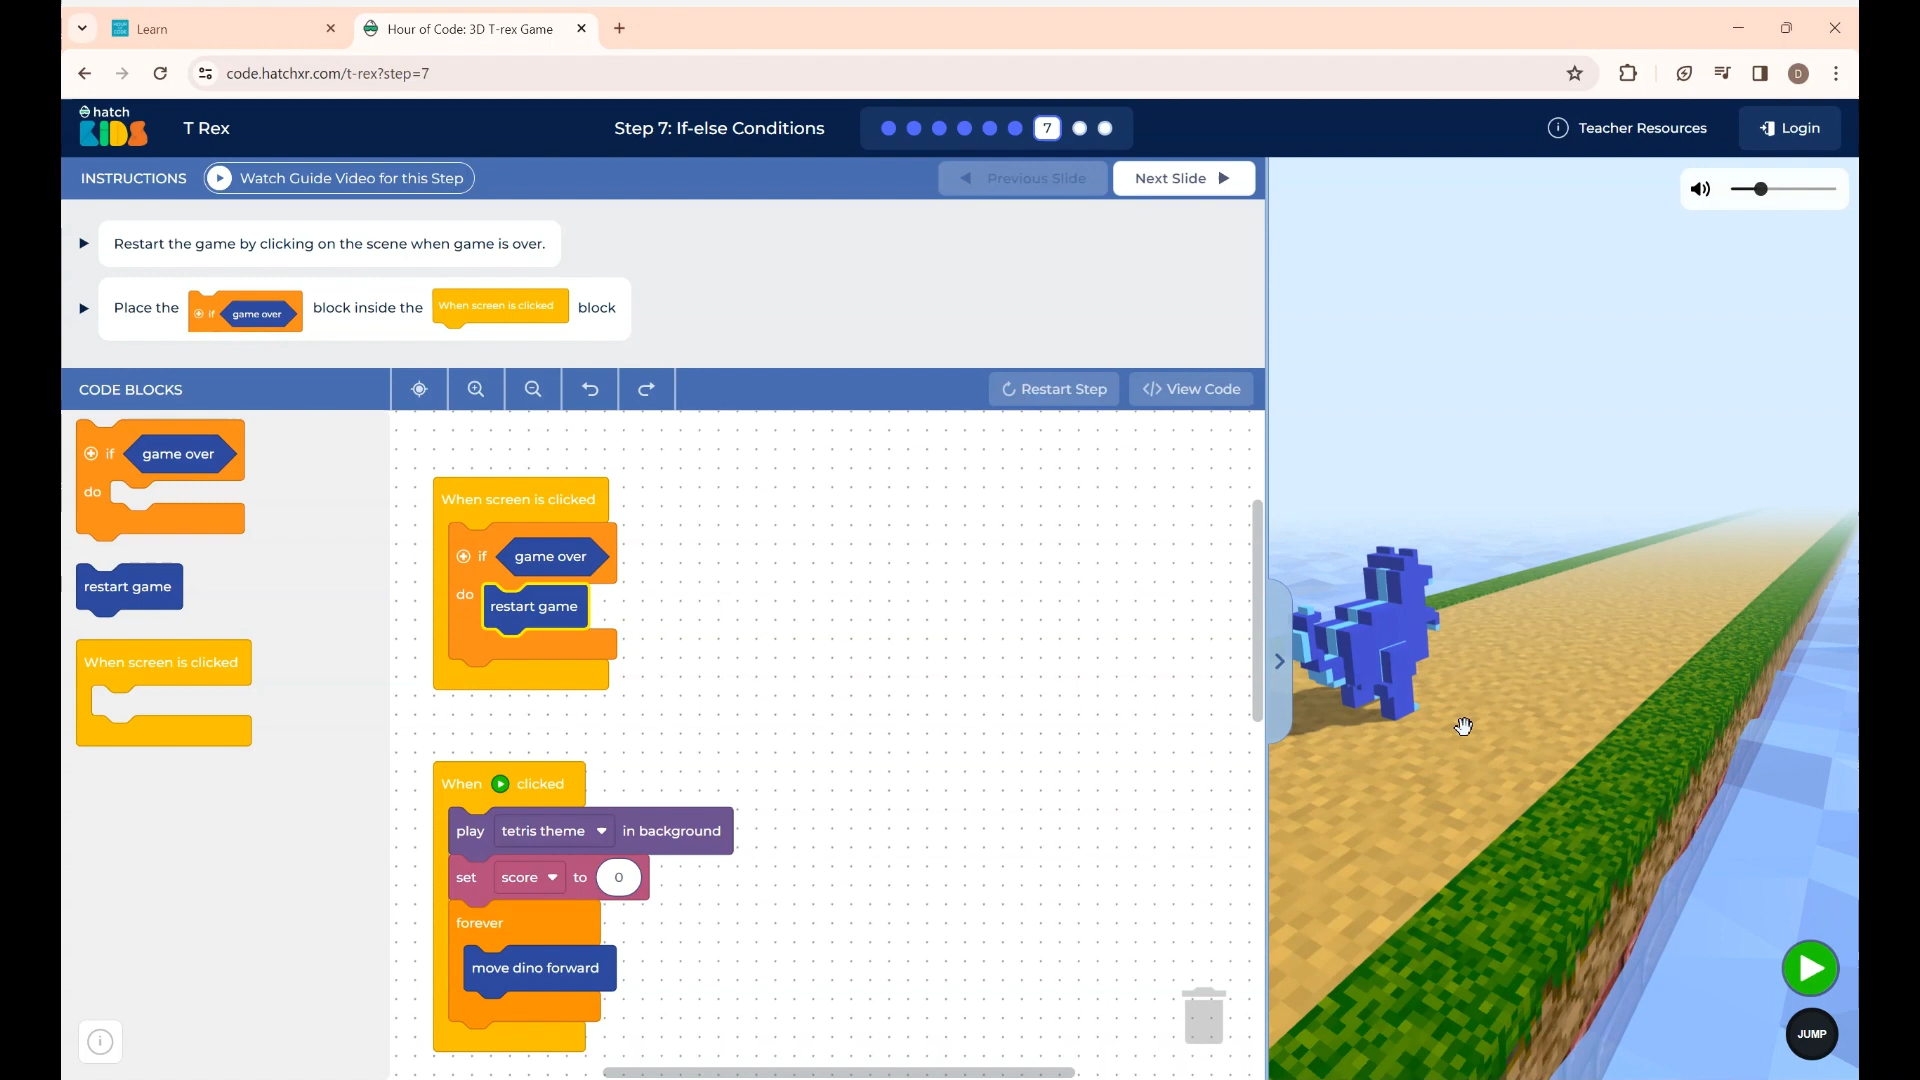 Learn
Hour of Code: 3D T-rex Game
code.hatchxr.com/t-rex?step=7
D
hatch
KIDS
T Rex
Step 7: If-else Conditions
7
Teacher Resources
Login
INSTRUCTIONS
Watch Guide Video for this Step
Previous Slide
Next Slide
Restart the game by clicking on the scene when game is over.
Place the if game over block inside the When screen is clicked block
CODE BLOCKS
Restart Step
</> View Code
if game over
do
restart game
When screen is clicked
When screen is clicked
if game over
do restart game
When clicked
play tetris theme in background
set score to 0
forever
move dino forward
JUMP